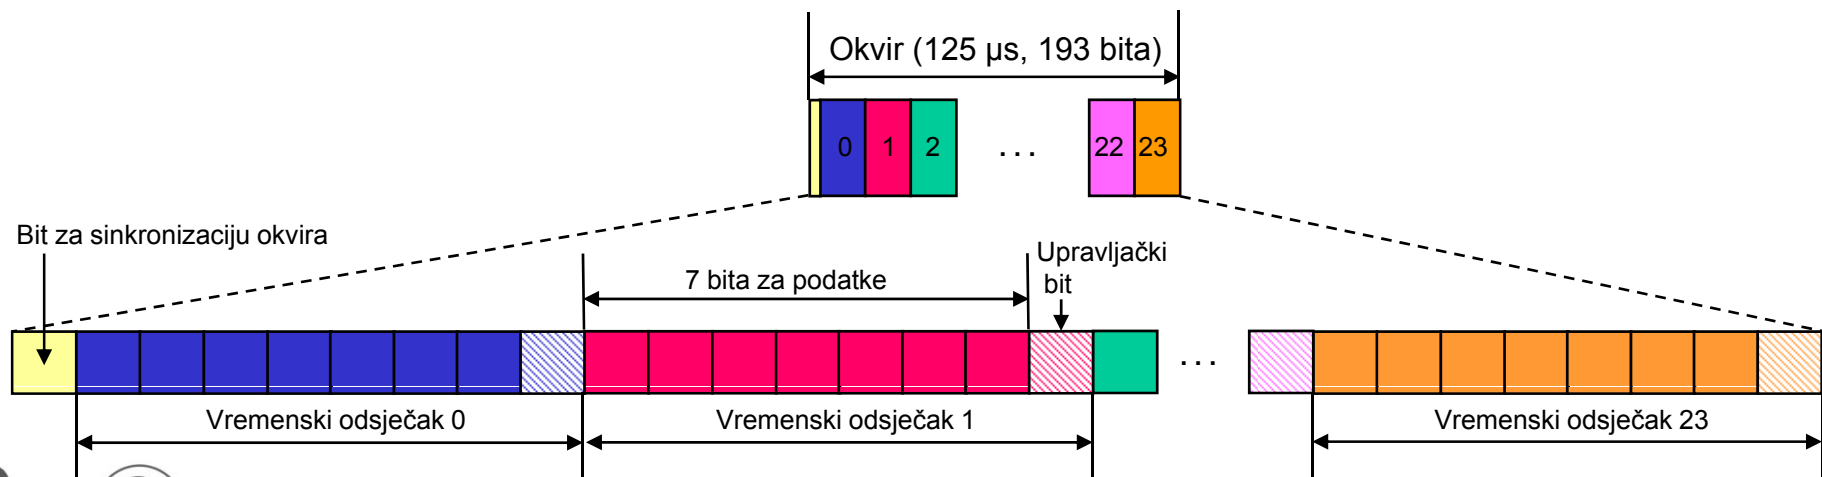 Okvir (125 µs, 193 bita)
0 1 2 ... 22 23
Bit za sinkronizaciju okvira
7 bita za podatke
Upravljački
bit
...
Vremenski odsječak 0
Vremenski odsječak 1
Vremenski odsječak 23